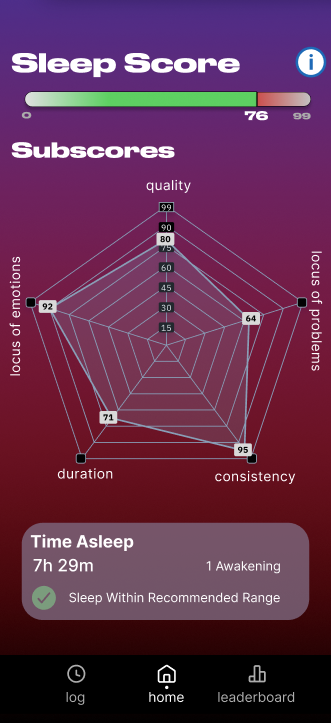 Sleep Score
i
0
76
99
Subscores
quality
99
90
80
75
60
45
30
15
locus of emotions
92
64
locus of problems
71
95
duration
consistency
Time Asleep
7h 29m
1 Awakening
Sleep Within Recommended Range
log
home
leaderboard